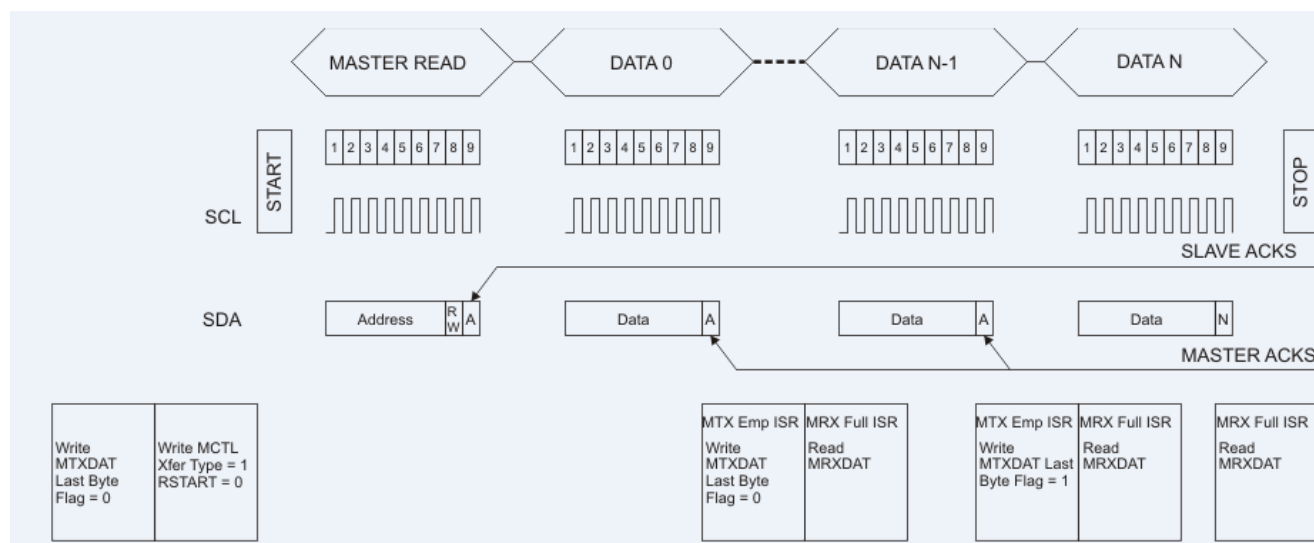 MASTER READ DATA 0 DATA N-1 DATA N
START 1 2 3 4 5 6 7 8 9 1 2 3 4 5 6 7 8 9 1 2 3 4 5 6 7 8 9 1 2 3 4 5 6 7 8 9 STOP
SCL
SLAVE ACKS
SDA Address RW A Data A Data A Data N
MASTER ACKS
Write
MTXDAT
Last Byte
Flag = 0
Write MCTL
Xfer Type = 1
RSTART = 0
MTX Emp ISR
Write
MTXDAT
Last Byte
Flag = 0
MRX Full ISR
Read
MRXDAT
MTX Emp ISR
Write
MTXDAT Last
Byte Flag = 1
MRX Full ISR
Read
MRXDAT
MRX Full ISR
Read
MRXDAT